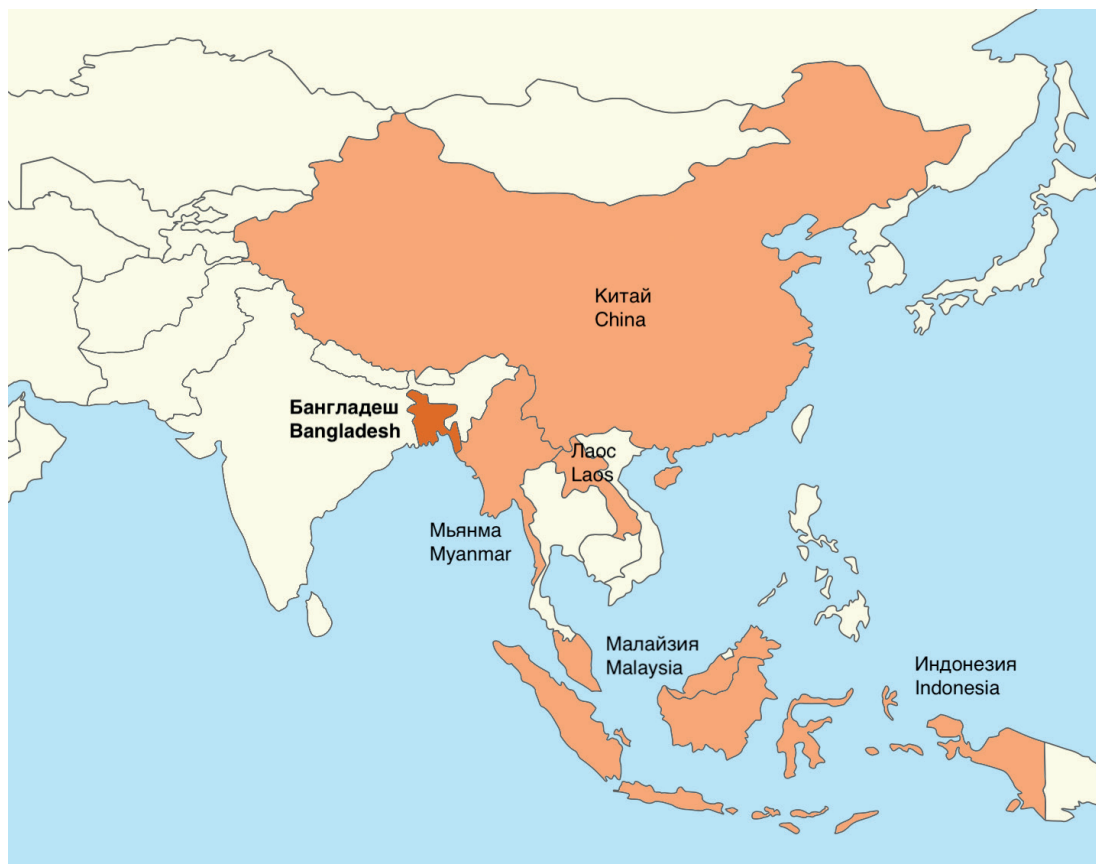 Китай
China
Бангладеш
Bangladesh
Лаос
Laos
Мьянма
Myanmar
Малайзия
Malaysia
Индонезия
Indonesia